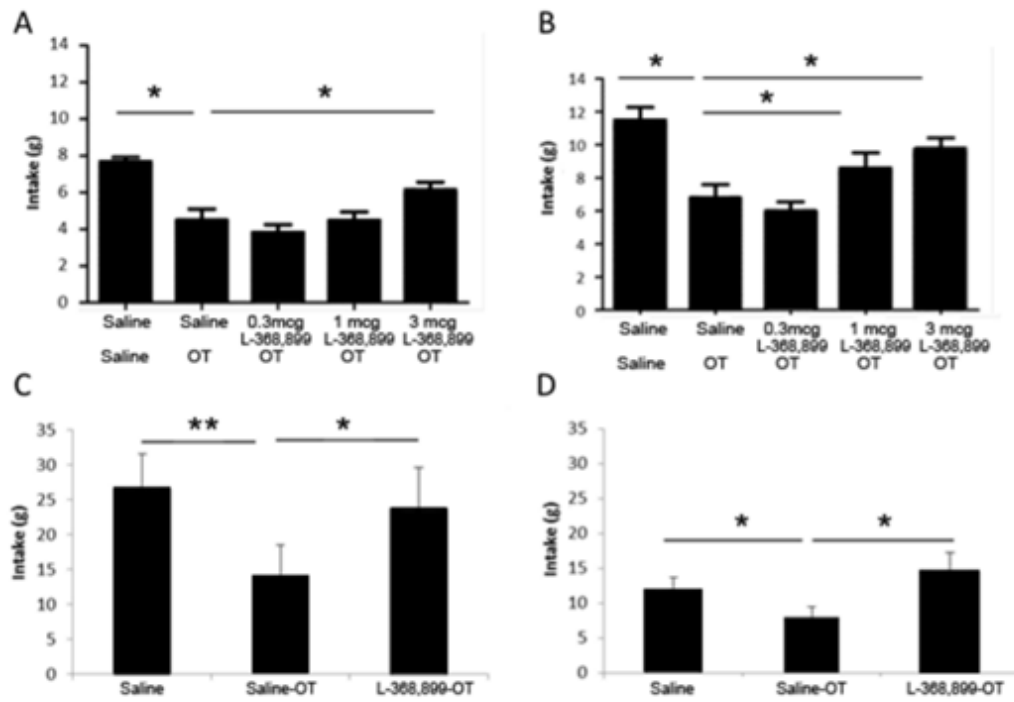 A
Intake (g)
14
12
10
8
6
4
2
0
*
*
Saline Saline 0.3mcg 1 mcg 3 mcg
L-368,899 L-368,899 L-368,899
Saline OT OT OT OT
B
Intake (g)
14
12
10
8
6
4
2
0
*
*
*
Saline Saline 0.3mcg 1 mcg 3 mcg
L-368,899 L-368,899 L-368,899
Saline OT OT OT OT
C
Intake (g)
35
30
25
20
15
10
5
0
**
*
Saline Saline-OT L-368,899-OT
D
Intake (g)
35
30
25
20
15
10
5
0
*
*
Saline Saline-OT L-368,899-OT